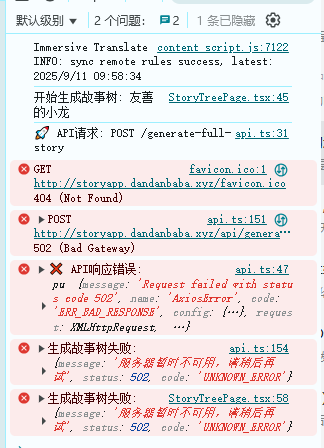 默认级别 ▼ 2 个问题: 2 1 条已隐藏
Immersive Translate content_script.js:7122
INFO: sync remote rules success, latest:
2025/9/11 09:58:34
开始生成故事树: 友善 StoryTreePage.tsx:45
的小龙
🚀 API请求: POST /generate-full- api.ts:31
story
GET favicon.ico:1
http://storyapp.dandanbaba.xyz/favicon.ico
404 (Not Found)
▶POST api.ts:151
http://storyapp.dandanbaba.xyz/api/genera…
502 (Bad Gateway)
▶❌ API响应错误: api.ts:47
pu {message: 'Request failed with stat
us code 502', name: 'AxiosError', code:
'ERR_BAD_RESPONSE', config: {…}, reques
t: XMLHttpRequest, …}
生成故事树失败: api.ts:154
▶{message: '服务器暂时不可用，请稍后再
试', status: 502, code: 'UNKNOWN_ERROR'}
生成故事树失败: StoryTreePage.tsx:58
▶{message: '服务器暂时不可用，请稍后再
试', status: 502, code: 'UNKNOWN_ERROR'}